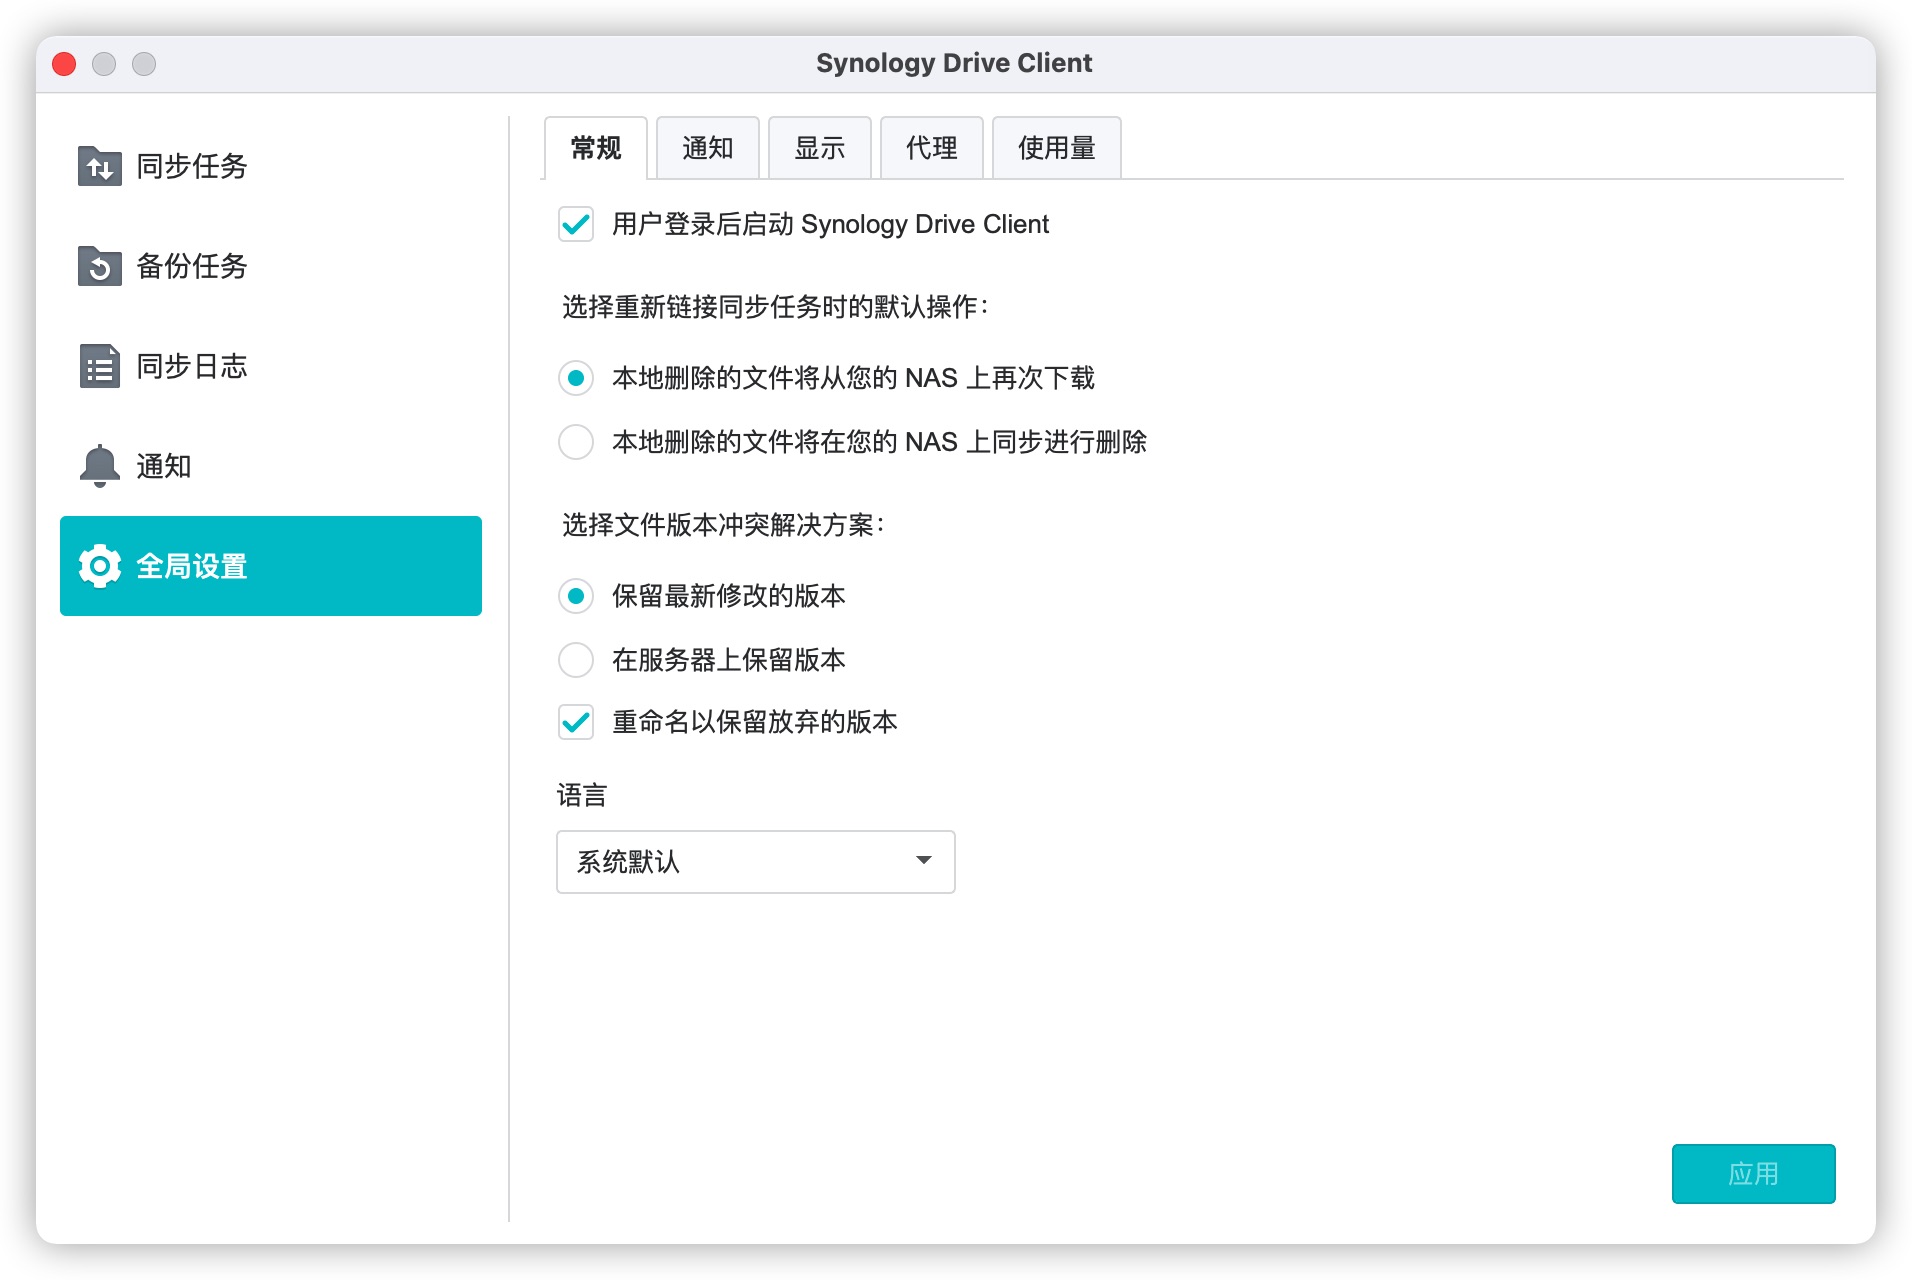 Synology Drive Client
同步任务
备份任务
同步日志
通知
全局设置
常规 通知 显示 代理 使用量
用户登录后启动 Synology Drive Client
选择重新链接同步任务时的默认操作：
本地删除的文件将从您的 NAS 上再次下载
本地删除的文件将在您的 NAS 上同步进行删除
选择文件版本冲突解决方案：
保留最新修改的版本
在服务器上保留版本
重命名以保留放弃的版本
语言
系统默认
应用